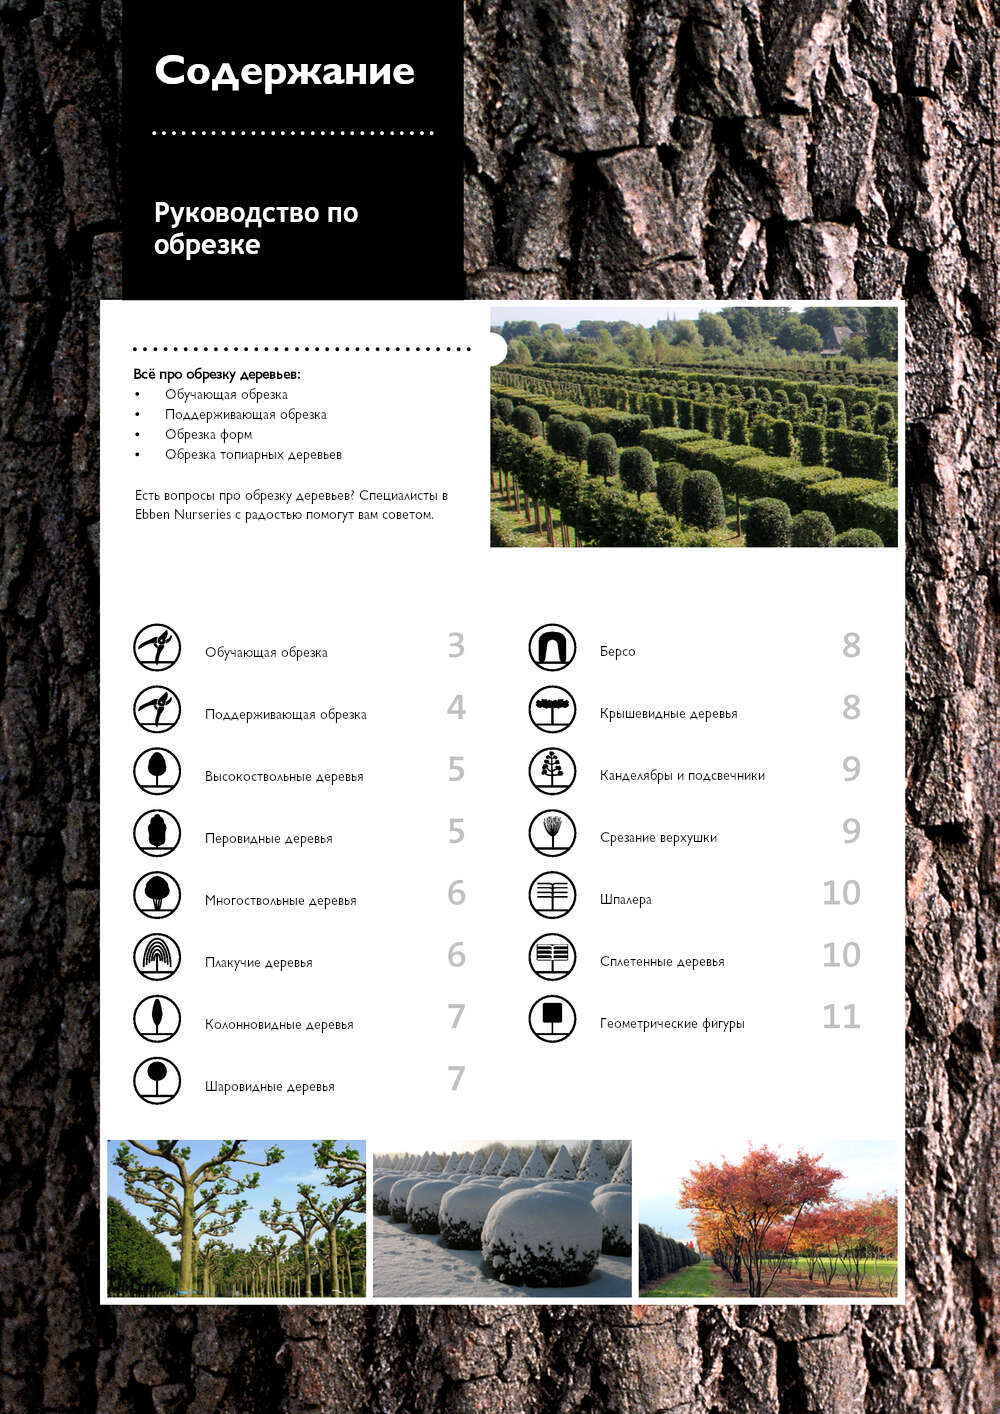 Содержание
Руководство по
обрезке
Всё про обрезку деревьев:
• Обучающая обрезка
• Поддерживающая обрезка
• Обрезка форм
• Обрезка топиарных деревьев
Есть вопросы про обрезку деревьев? Специалисты в
Ebben Nurseries с радостью помогут вам советом.
Обучающая обрезка 3
Поддерживающая обрезка 4
Высокоствольные деревья 5
Перовидные деревья 5
Многоствольные деревья 6
Плакучие деревья 6
Колонновидные деревья 7
Шаровидные деревья 7
Берсо 8
Крышевидные деревья 8
Канделябры и подсвечники 9
Срезание верхушки 9
Шпалера 10
Сплетенные деревья 10
Геометрические фигуры 11